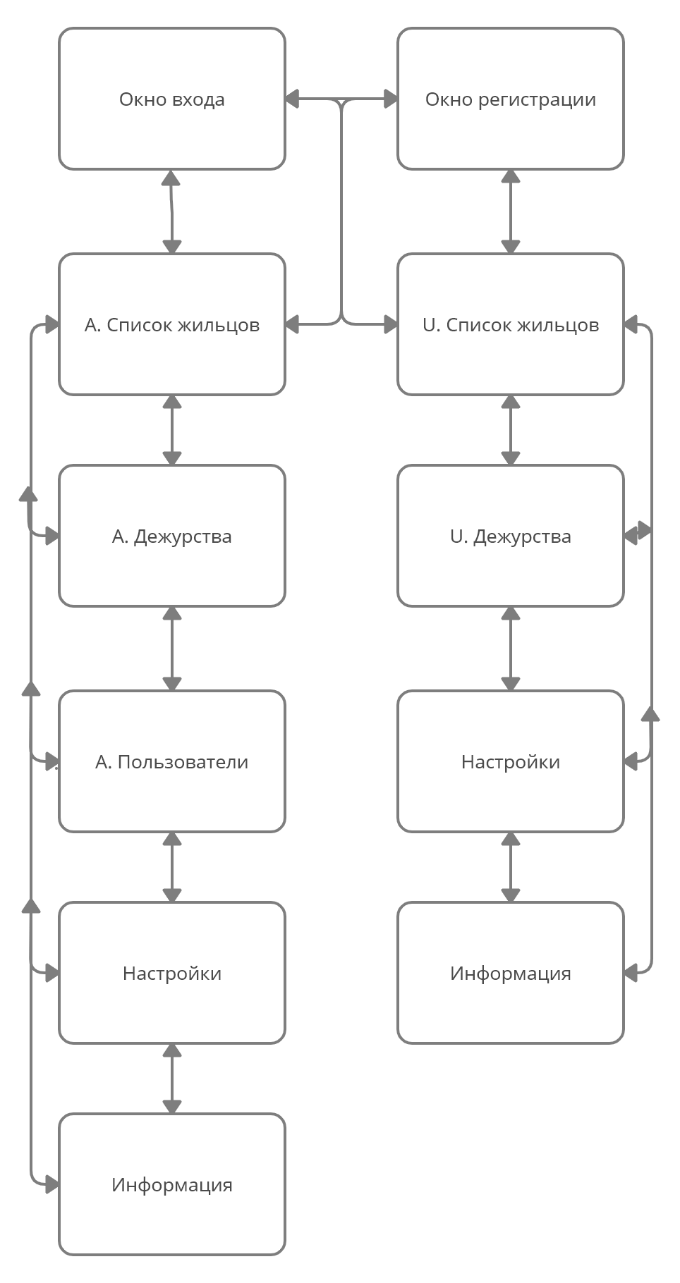 Окно входа
Окно регистрации
A. Список жильцов
U. Список жильцов
A. Дежурства
U. Дежурства
A. Пользователи
Настройки
Настройки
Информация
Информация